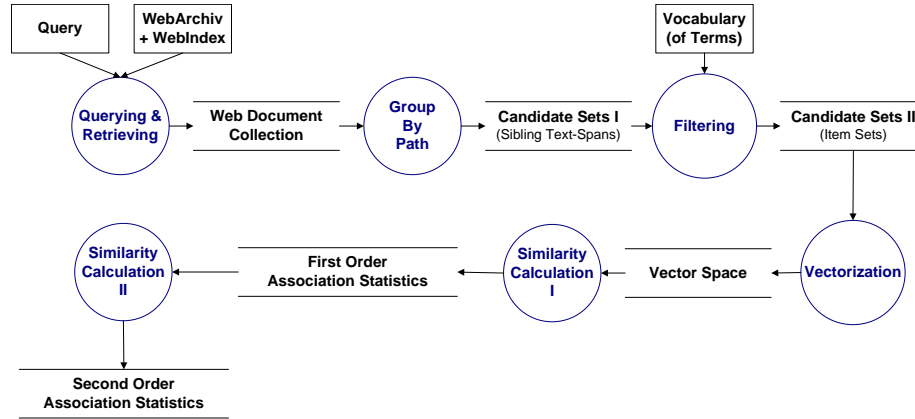 Query
WebArchiv
+ WebIndex
Vocabulary
(of Terms)
Querying &
Retrieving
Web Document
Collection
Group
By
Path
Candidate Sets I
(Sibling Text-Spans)
Filtering
Candidate Sets II
(Item Sets)
Similarity
Calculation
II
First Order
Association Statistics
Similarity
Calculation
I
Vector Space
Vectorization
Second Order
Association Statistics